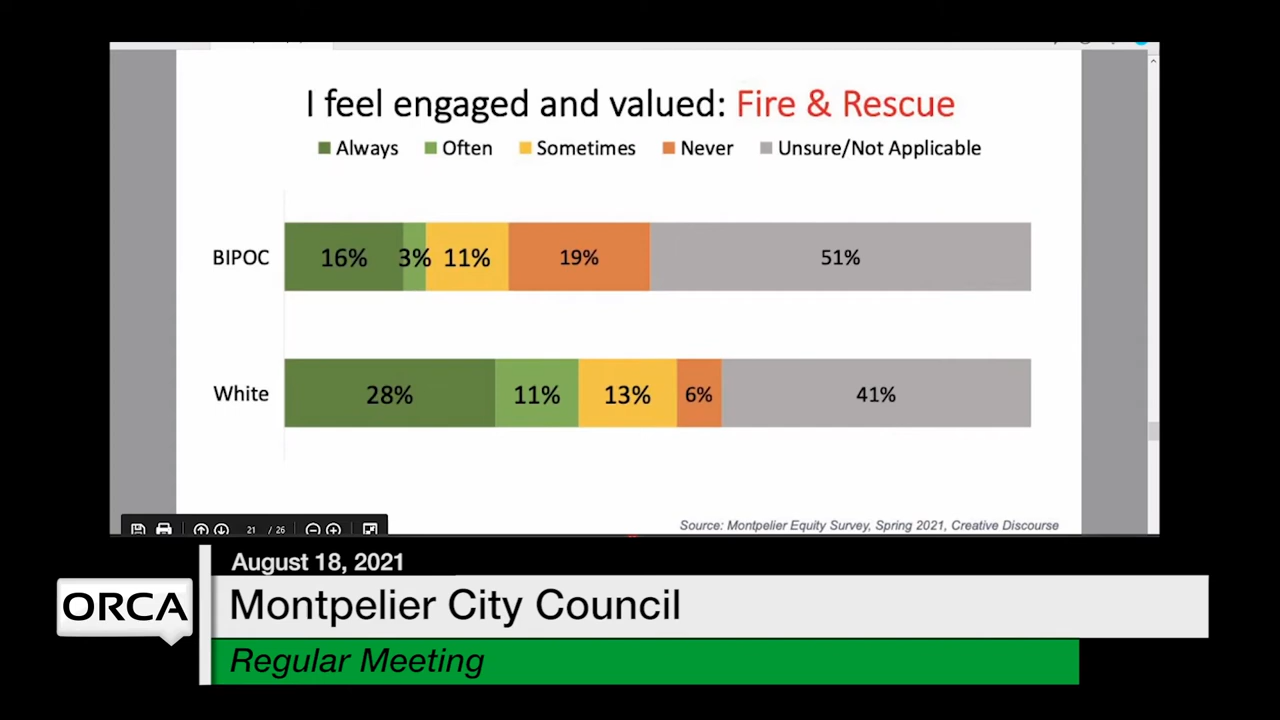 I feel engaged and valued: Fire & Rescue
Always Often Sometimes Never Unsure/Not Applicable
BIPOC 16% 3% 11% 19% 51%
White 28% 11% 13% 6% 41%
21 / 26
Source: Montpelier Equity Survey, Spring 2021, Creative Discourse
August 18, 2021
ORCA
Montpelier City Council
Regular Meeting